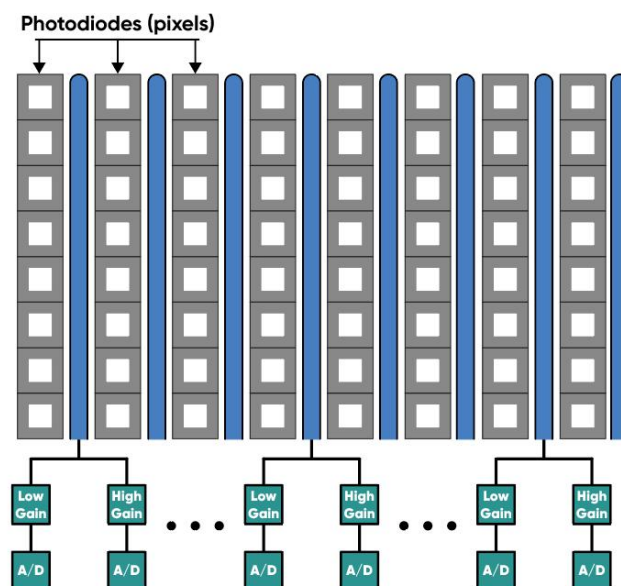 Photodiodes (pixels)
Low
Gain
High
Gain
Low
Gain
High
Gain
Low
Gain
High
Gain
A/D
A/D
A/D
A/D
A/D
A/D